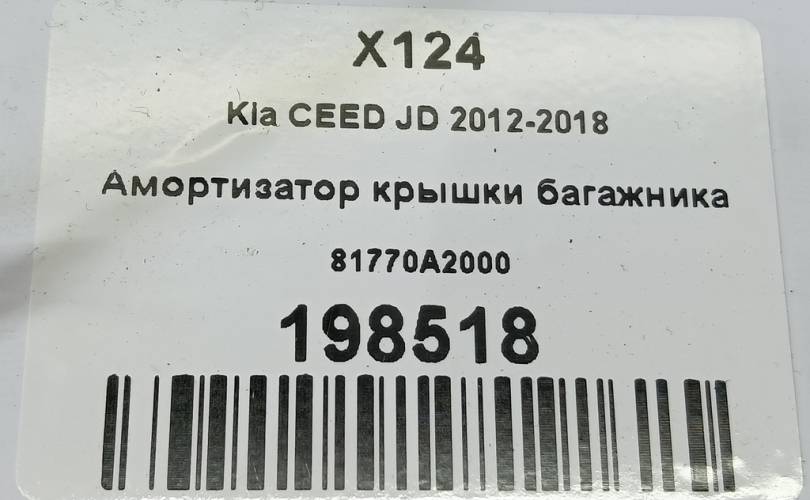 X124
Kia CEED JD 2012-2018
Амортизатор крышки багажника
81770A2000
198518